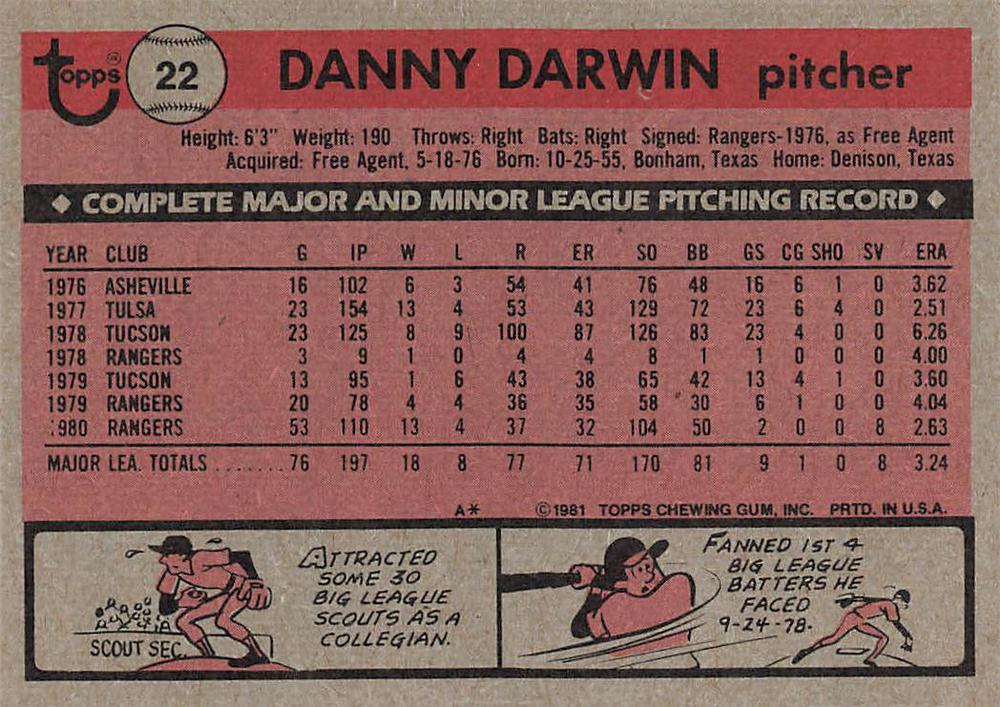 Topps 22 DANNY DARWIN pitcher
Height: 6'3" Weight: 190 Throws: Right Bats: Right Signed: Rangers-1976, as Free Agent
Acquired: Free Agent, 5-18-76 Born: 10-25-55, Bonham, Texas Home: Denison, Texas
◆ COMPLETE MAJOR AND MINOR LEAGUE PITCHING RECORD ◆
YEAR CLUB G IP W L R ER SO BB GS CG SHO SV ERA
1976 ASHEVILLE 16 102 6 3 54 41 76 48 16 6 1 0 3.62
1977 TULSA 23 154 13 4 53 43 129 72 23 6 4 0 2.51
1978 TUCSON 23 125 8 9 100 87 126 83 23 4 0 0 6.26
1978 RANGERS 3 9 1 0 4 4 8 1 1 0 0 0 4.00
1979 TUCSON 13 95 1 6 43 38 65 42 13 4 1 0 3.60
1979 RANGERS 20 78 4 4 36 35 58 30 6 1 0 0 4.04
1980 RANGERS 53 110 13 4 37 32 104 50 2 0 0 8 2.63
MAJOR LEA. TOTALS .......76 197 18 8 77 71 170 81 9 1 0 8 3.24
A* ©1981 TOPPS CHEWING GUM, INC. PRTD. IN U.S.A.
ATTRACTED
SOME 30
BIG LEAGUE
SCOUTS AS A
COLLEGIAN.
SCOUT SEC.
FANNED 1ST 4
BIG LEAGUE
BATTERS HE
FACED
9-24-78.